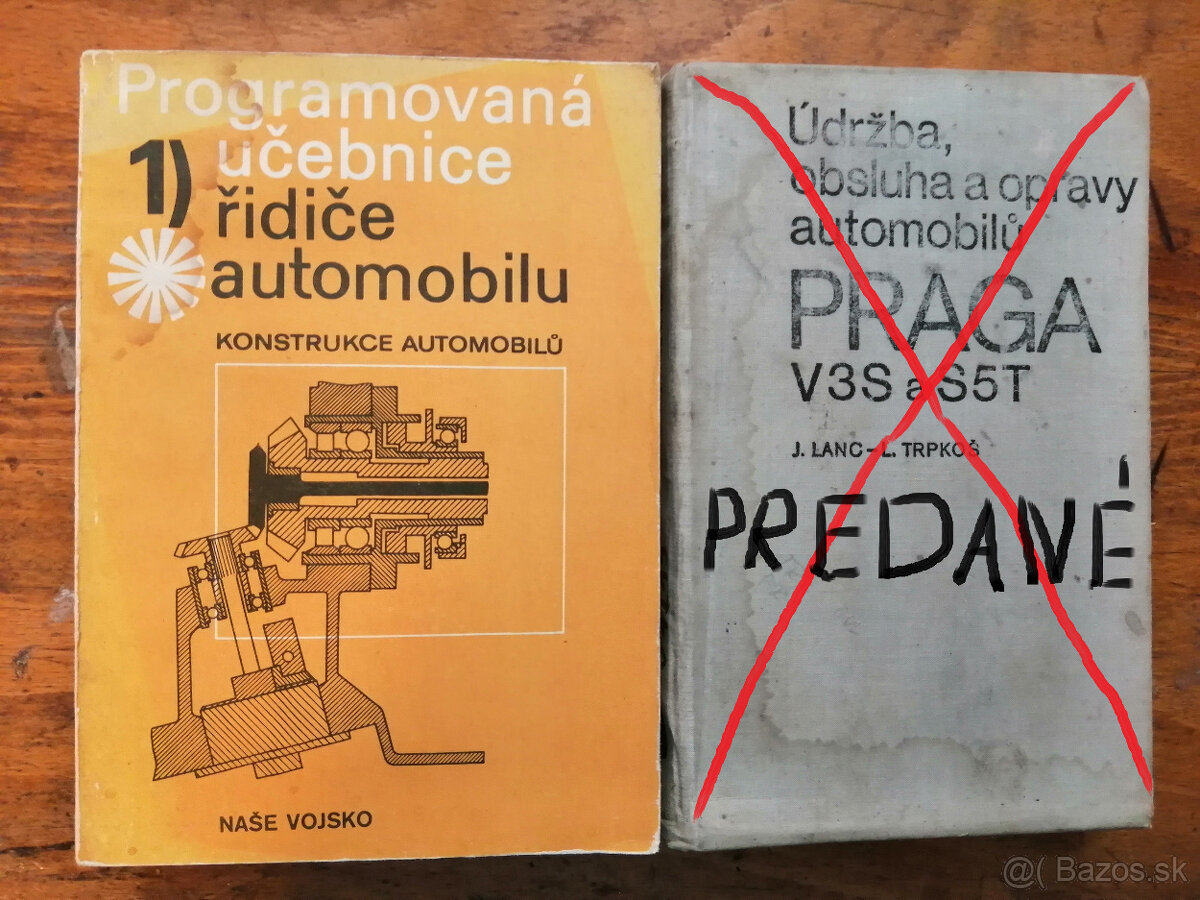 Programovaná
učebnice
1) řidiče
automobilu
KONSTRUKCE AUTOMOBILŮ
NAŠE VOJSKO
Údržba,
obsluha a opravy
automobilů
PRAGA
V3S a S5T
J. LANC – L. TRPKOŠ
PREDANÉ
@( Bazos.sk